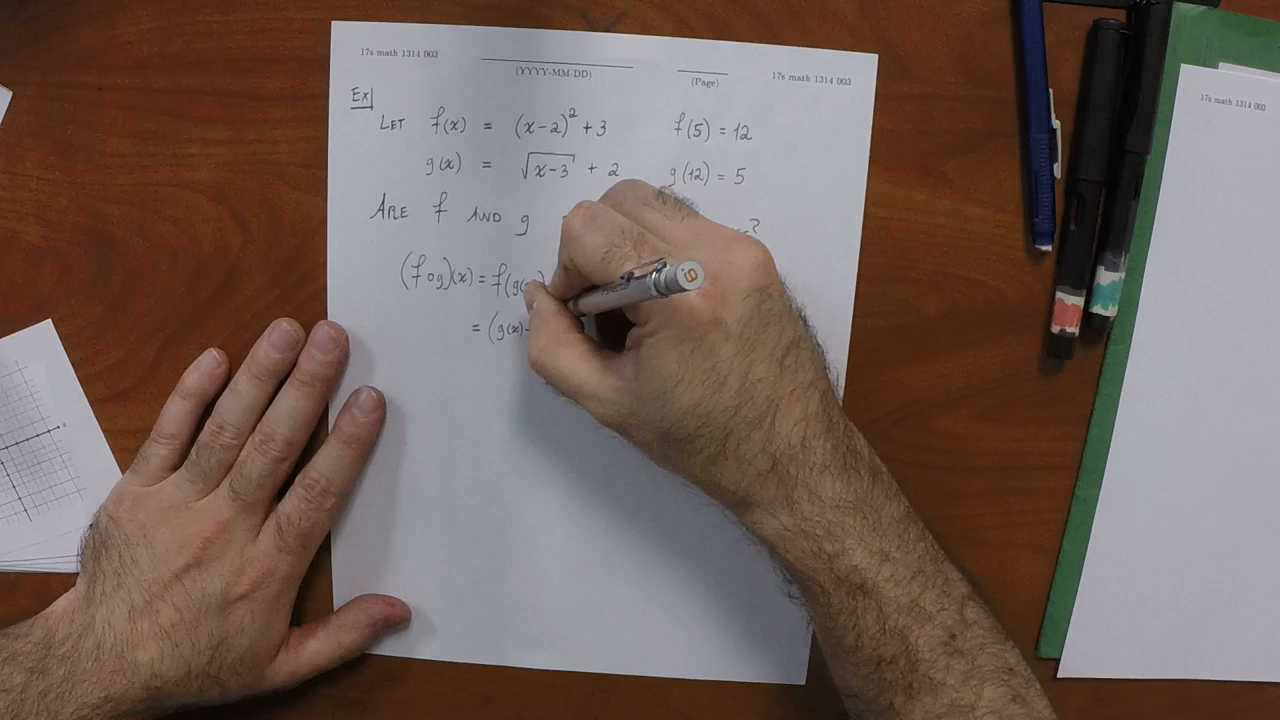 17s math 1314 003
(YYYY-MM-DD)
(Page)
17s math 1314 003
Ex
LET f(x) = (x-2)² + 3 f(5) = 12
g(x) = √(x-3) + 2 g(12) = 5
ARE f AND g
(f∘g)(x) = f(g(
= (g(x)-
17s math 1314 003